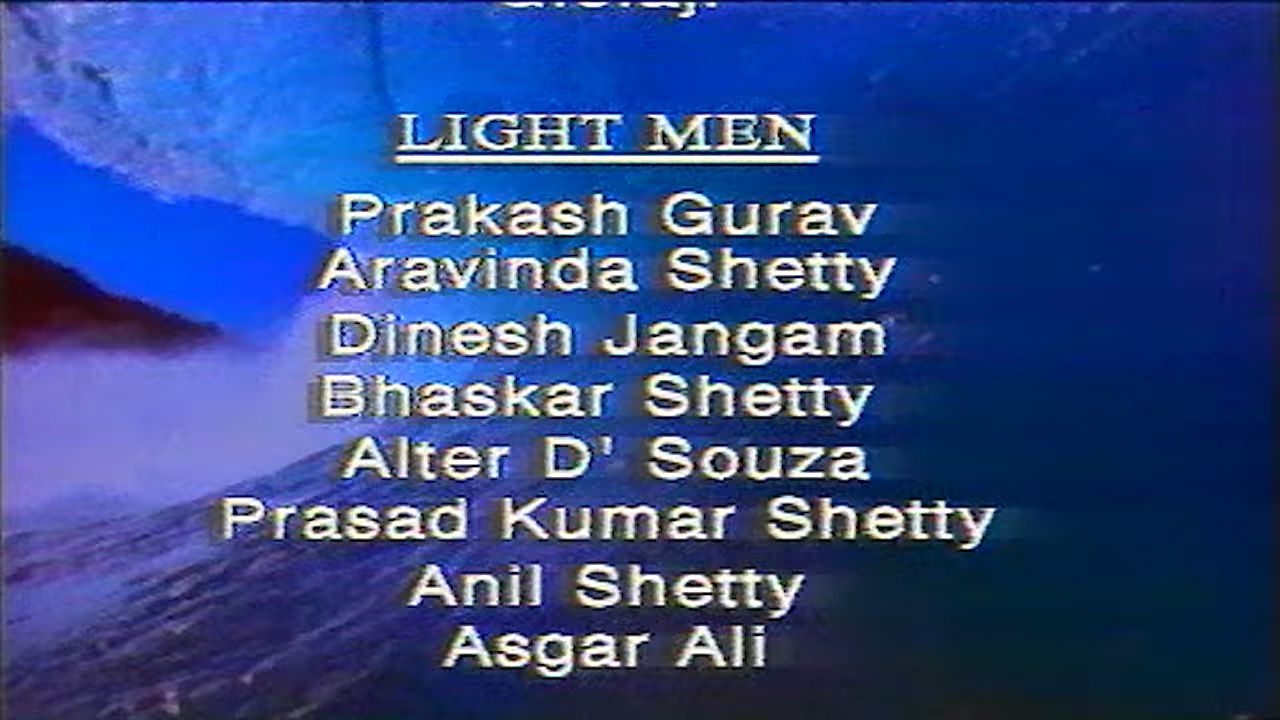 LIGHT MEN
Prakash Gurav
Aravinda Shetty
Dinesh Jangam
Bhaskar Shetty
Alter D' Souza
Prasad Kumar Shetty
Anil Shetty
Asgar Ali